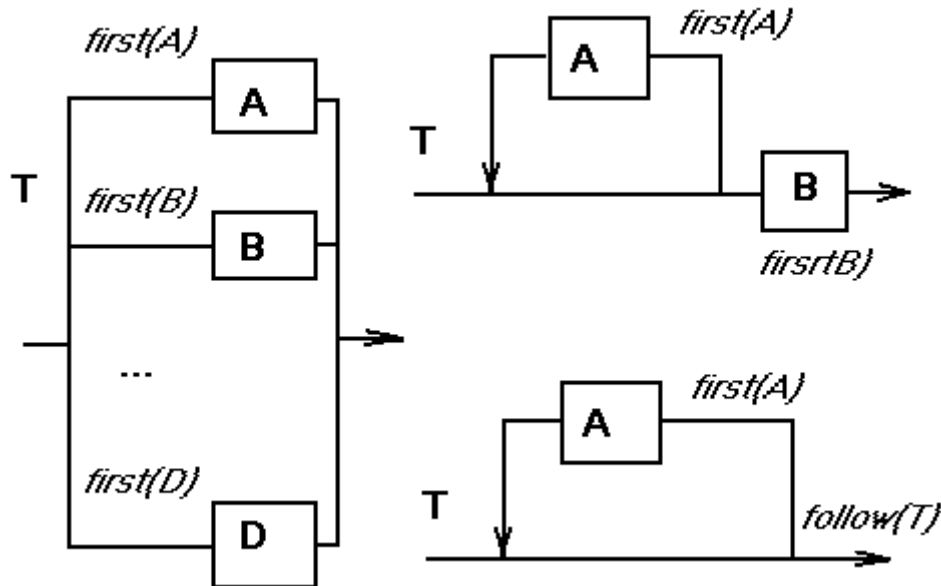 first(A)
A
T
first(B)
B
...
first(D)
D
first(A)
A
T
B
firsrtB)
first(A)
A
T
follow(T)